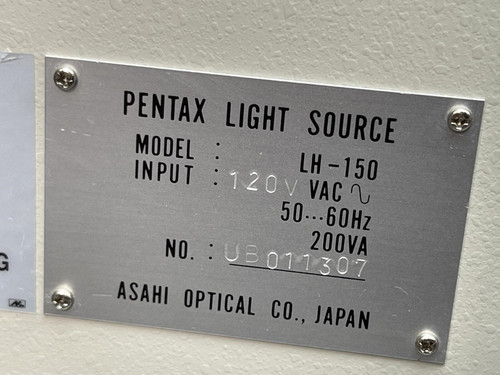 PENTAX LIGHT SOURCE
MODEL : LH-150
INPUT : 120V VAC ∿
50···60Hz
200VA
NO. : UB011307
ASAHI OPTICAL CO., JAPAN
G